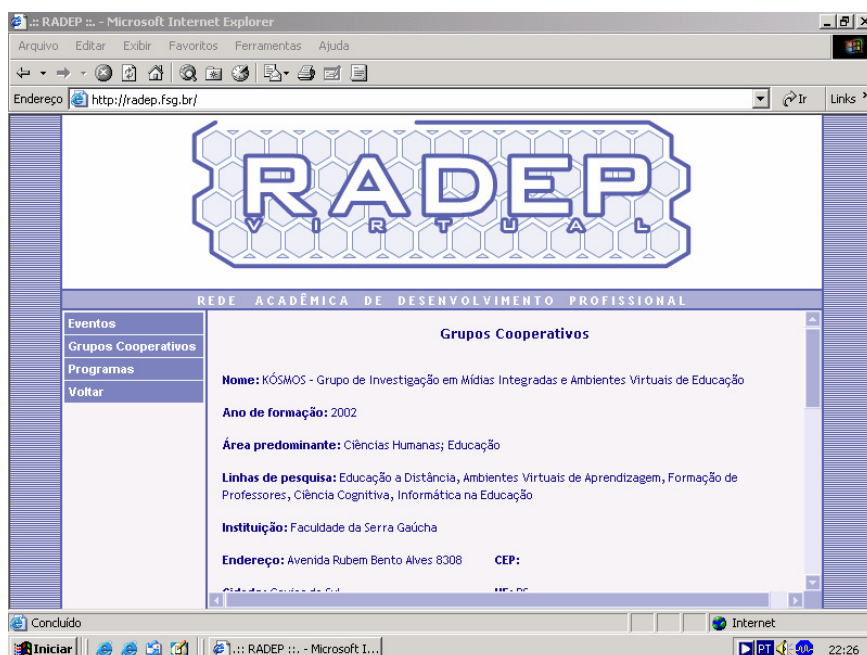 .:: RADEP ::. - Microsoft Internet Explorer
Arquivo Editar Exibir Favoritos Ferramentas Ajuda
Endereço http://radep.fsg.br/ Ir Links
RADEP
VIRTUAL
REDE ACADÊMICA DE DESENVOLVIMENTO PROFISSIONAL
Eventos
Grupos Cooperativos
Programas
Voltar
Grupos Cooperativos
Nome: KÓSMOS - Grupo de Investigação em Mídias Integradas e Ambientes Virtuais de Educação
Ano de formação: 2002
Área predominante: Ciências Humanas; Educação
Linhas de pesquisa: Educação a Distância, Ambientes Virtuais de Aprendizagem, Formação de
Professores, Ciência Cognitiva, Informática na Educação
Instituição: Faculdade da Serra Gaúcha
Endereço: Avenida Rubem Bento Alves 8308 CEP:
Concluído Internet
Iniciar .:: RADEP ::. - Microsoft I... PT 22:26